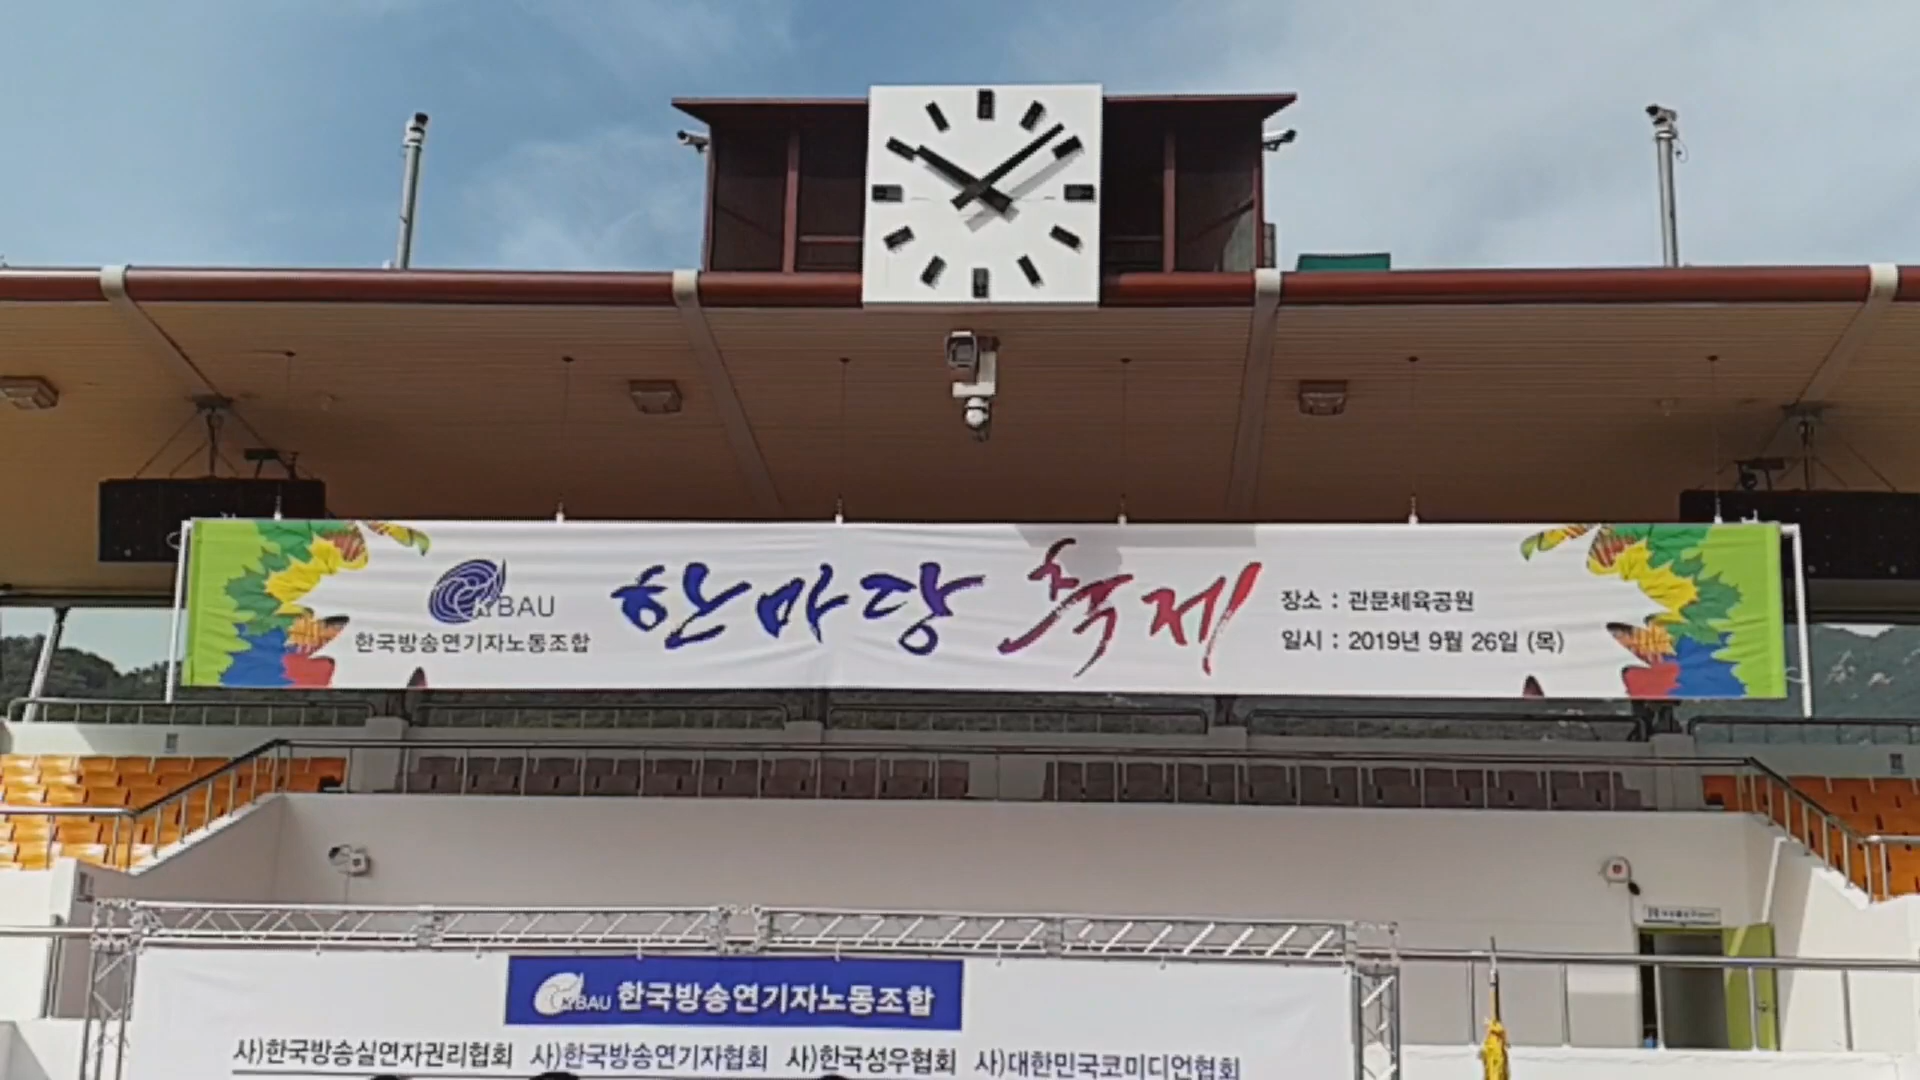 KBAU
한국방송연기자노동조합
한마당 축제
장소 : 관문체육공원
일시 : 2019년 9월 26일 (목)
KBAU 한국방송연기자노동조합
사)한국방송실연자권리협회 사)한국방송연기자협회 사)한국성우협회 사)대한민국코미디언협회